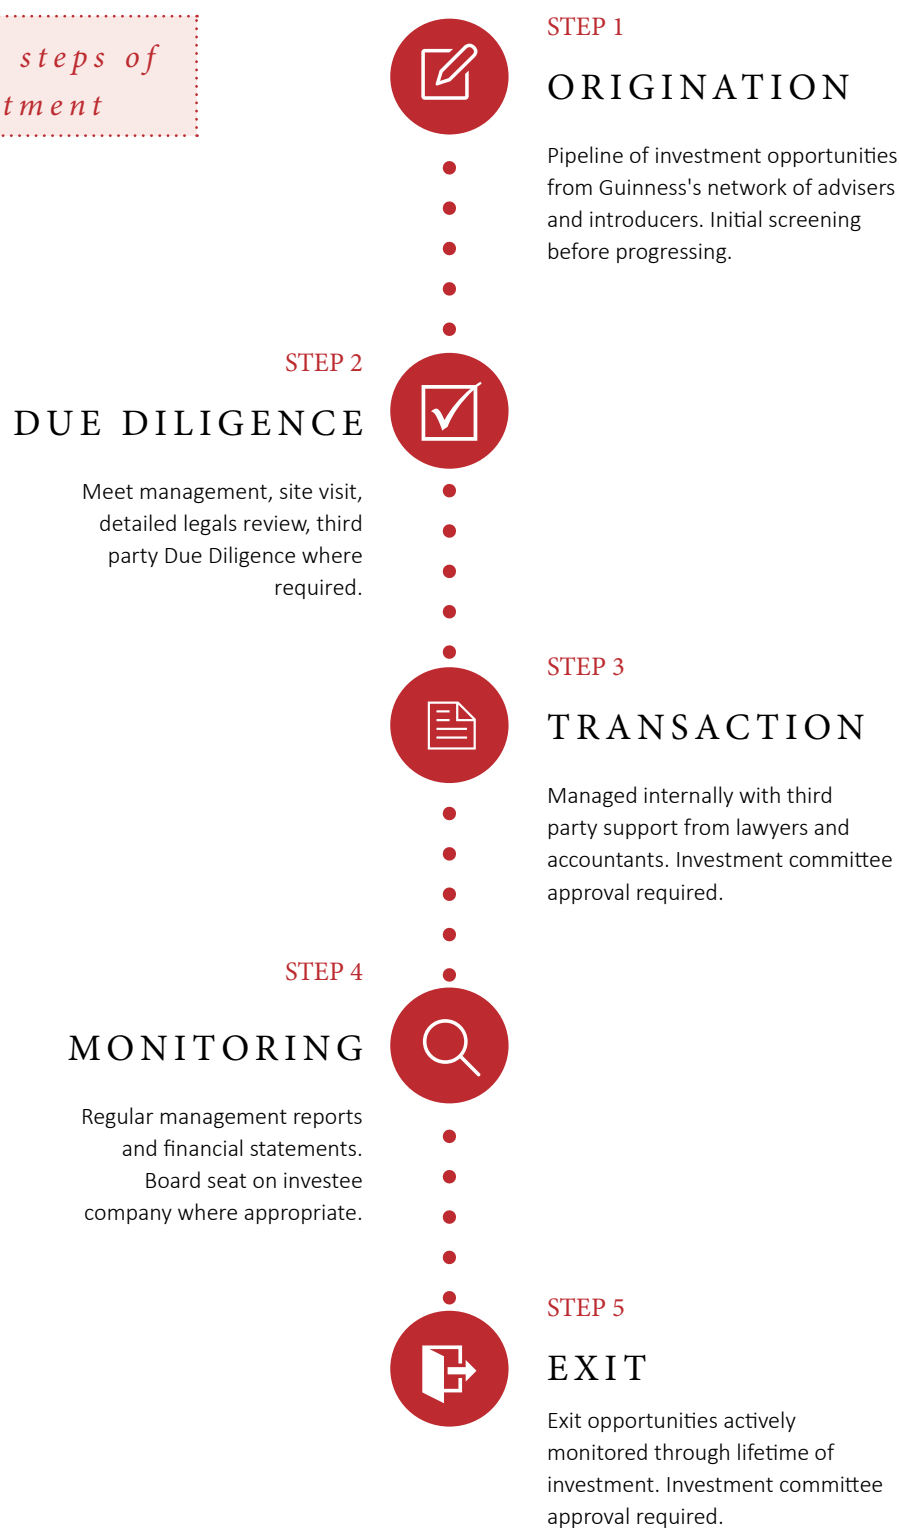 steps of
STEP 1
ORIGINATION
Pipeline of investment opportunities
from Guinness's network of advisers
and introducers. Initial screening
before progressing.
STEP 2
DUE DILIGENCE
Meet management, site visit,
detailed legals review, third
party Due Diligence where
required.
STEP 3
TRANSACTION
Managed internally with third
party support from lawyers and
accountants. Investment committee
approval required.
STEP 4
MONITORING
Regular management reports
and financial statements.
Board seat on investee
company where appropriate.
STEP 5
EXIT
Exit opportunities actively
monitored through lifetime of
investment. Investment committee
approval required.